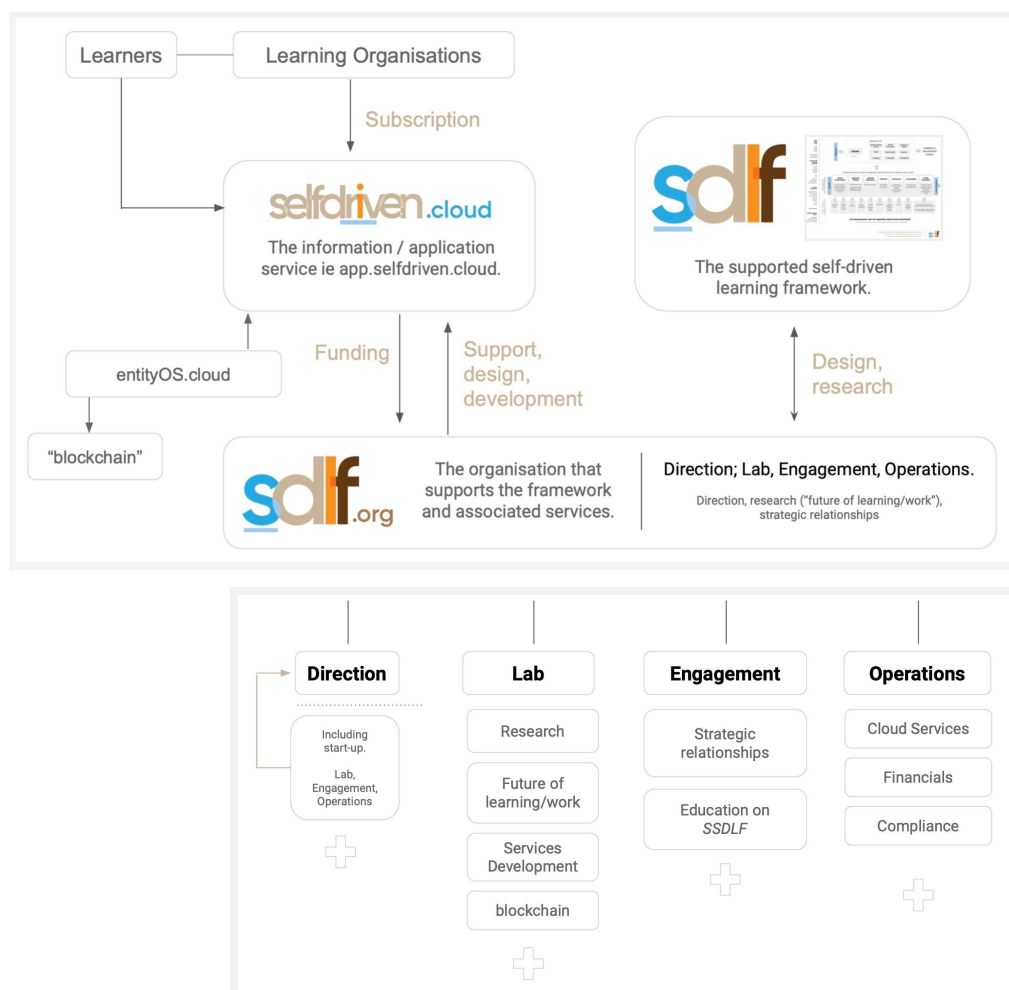 Learners
Learning Organisations
Subscription
selfdriven.cloud
The information / application
service ie app.selfdriven.cloud.
sdlf
The supported self-driven
learning framework.
Funding
Support,
design,
development
Design,
research
entityOS.cloud
“blockchain”
sdlf.org
The organisation that
supports the framework
and associated services.
Direction; Lab, Engagement, Operations.
Direction, research (“future of learning/work”),
strategic relationships
Direction
Including
start-up.
Lab,
Engagement,
Operations
Lab
Research
Future of
learning/work
Services
Development
blockchain
Engagement
Strategic
relationships
Education on
SSDLF
Operations
Cloud Services
Financials
Compliance